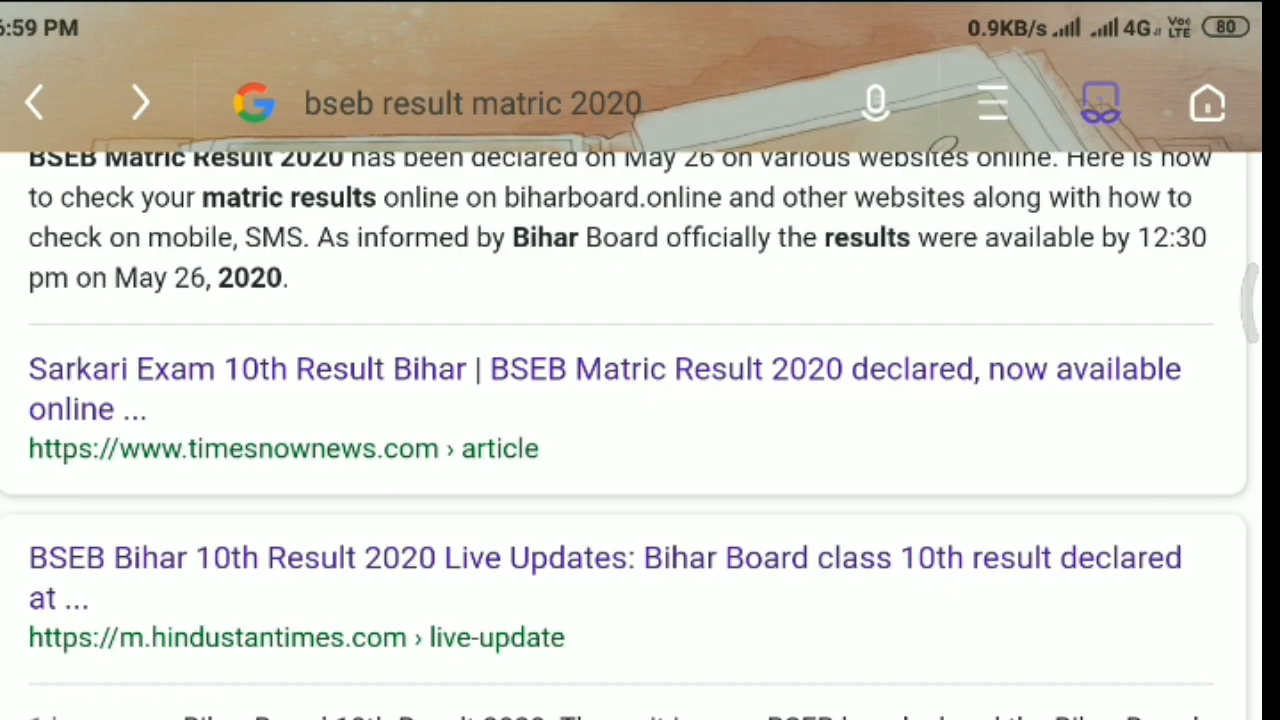 6:59 PM
0.9KB/s 4G Vo) LTE 80
bseb result matric 2020
BSEB Matric Result 2020 has been declared on May 26 on various websites online. Here is how
to check your matric results online on biharboard.online and other websites along with how to
check on mobile, SMS. As informed by Bihar Board officially the results were available by 12:30
pm on May 26, 2020.
Sarkari Exam 10th Result Bihar | BSEB Matric Result 2020 declared, now available
online ...
https://www.timesnownews.com › article
BSEB Bihar 10th Result 2020 Live Updates: Bihar Board class 10th result declared
at ...
https://m.hindustantimes.com › live-update